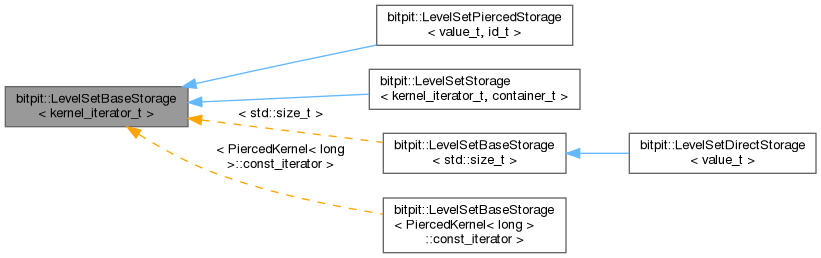 bitpit::LevelSetPiercedStorage
< value_t, id_t >
bitpit::LevelSetStorage
< kernel_iterator_t, container_t >
bitpit::LevelSetBaseStorage
< kernel_iterator_t >
< std::size_t >
bitpit::LevelSetBaseStorage
< std::size_t >
bitpit::LevelSetDirectStorage
< value_t >
< PiercedKernel< long
>::const_iterator >
bitpit::LevelSetBaseStorage
< PiercedKernel< long >
::const_iterator >